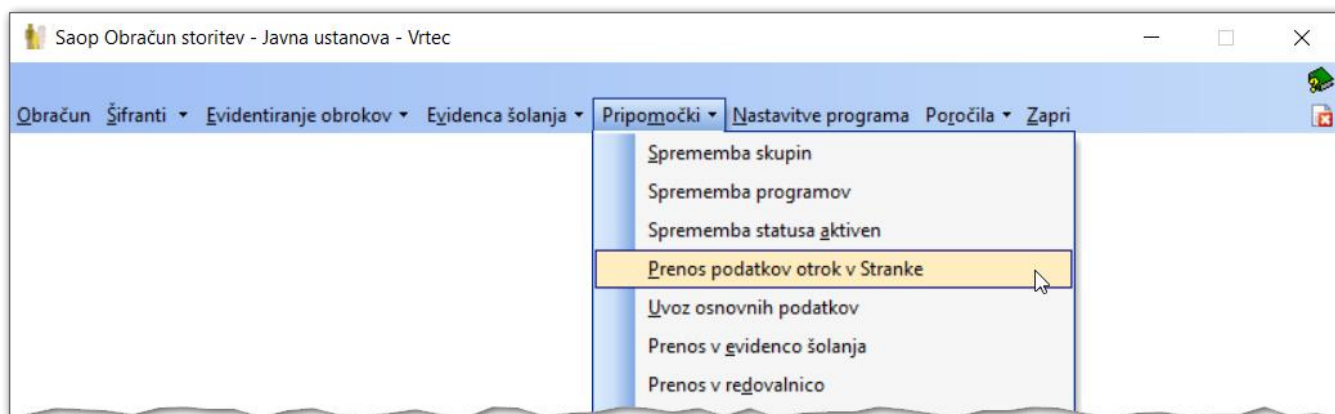 Saop Obračun storitev - Javna ustanova - Vrtec
Obračun Šifranti Evidentiranje obrokov Evidenca šolanja Pripomočki Nastavitve programa Poročila Zapri
Sprememba skupin
Sprememba programov
Sprememba statusa aktiven
Prenos podatkov otrok v Stranke
Uvoz osnovnih podatkov
Prenos v evidenco šolanja
Prenos v redovalnico